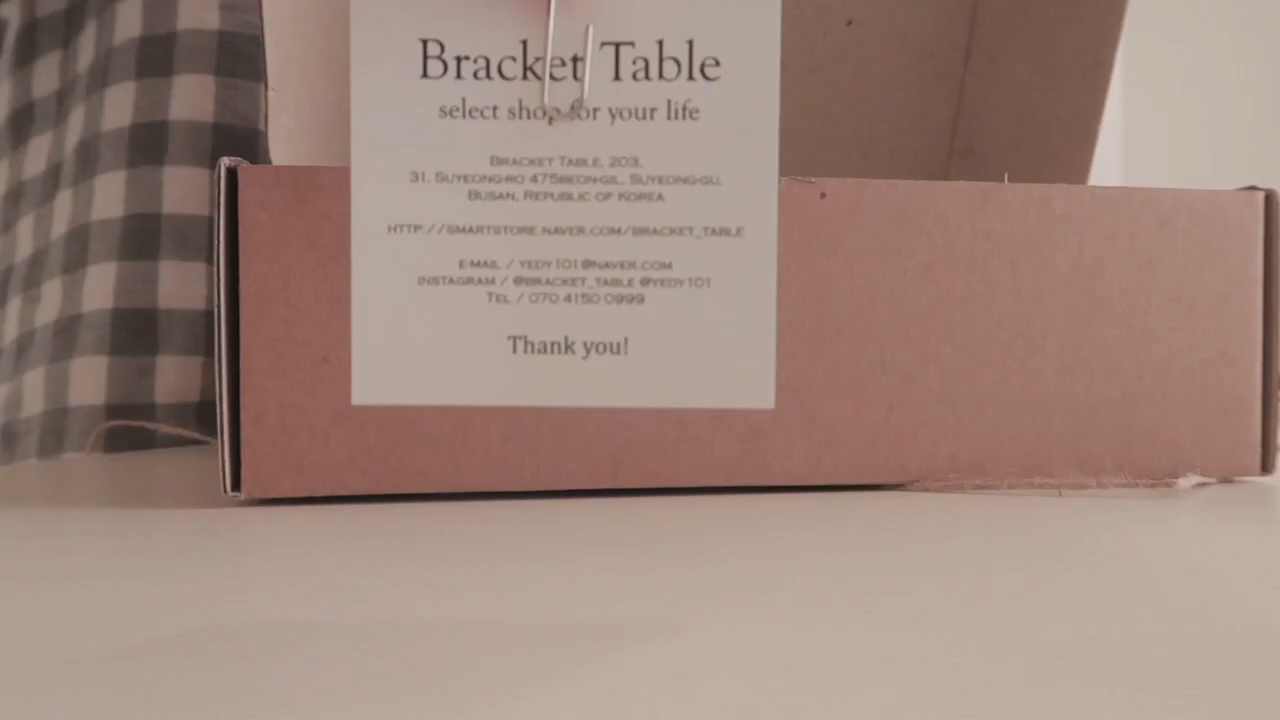 Bracket Table
select shop for your life
BRACKET TABLE, 203,
31, SUYEONG-RO 475BEON-GIL, SUYEONG-GU,
BUSAN, REPUBLIC OF KOREA
HTTP://SMARTSTORE.NAVER.COM/BRACKET_TABLE
E-MAIL / YEDY101@NAVER.COM
INSTAGRAM / @BRACKET_TABLE @YEDY101
TEL / 070 4150 0999
Thank you!